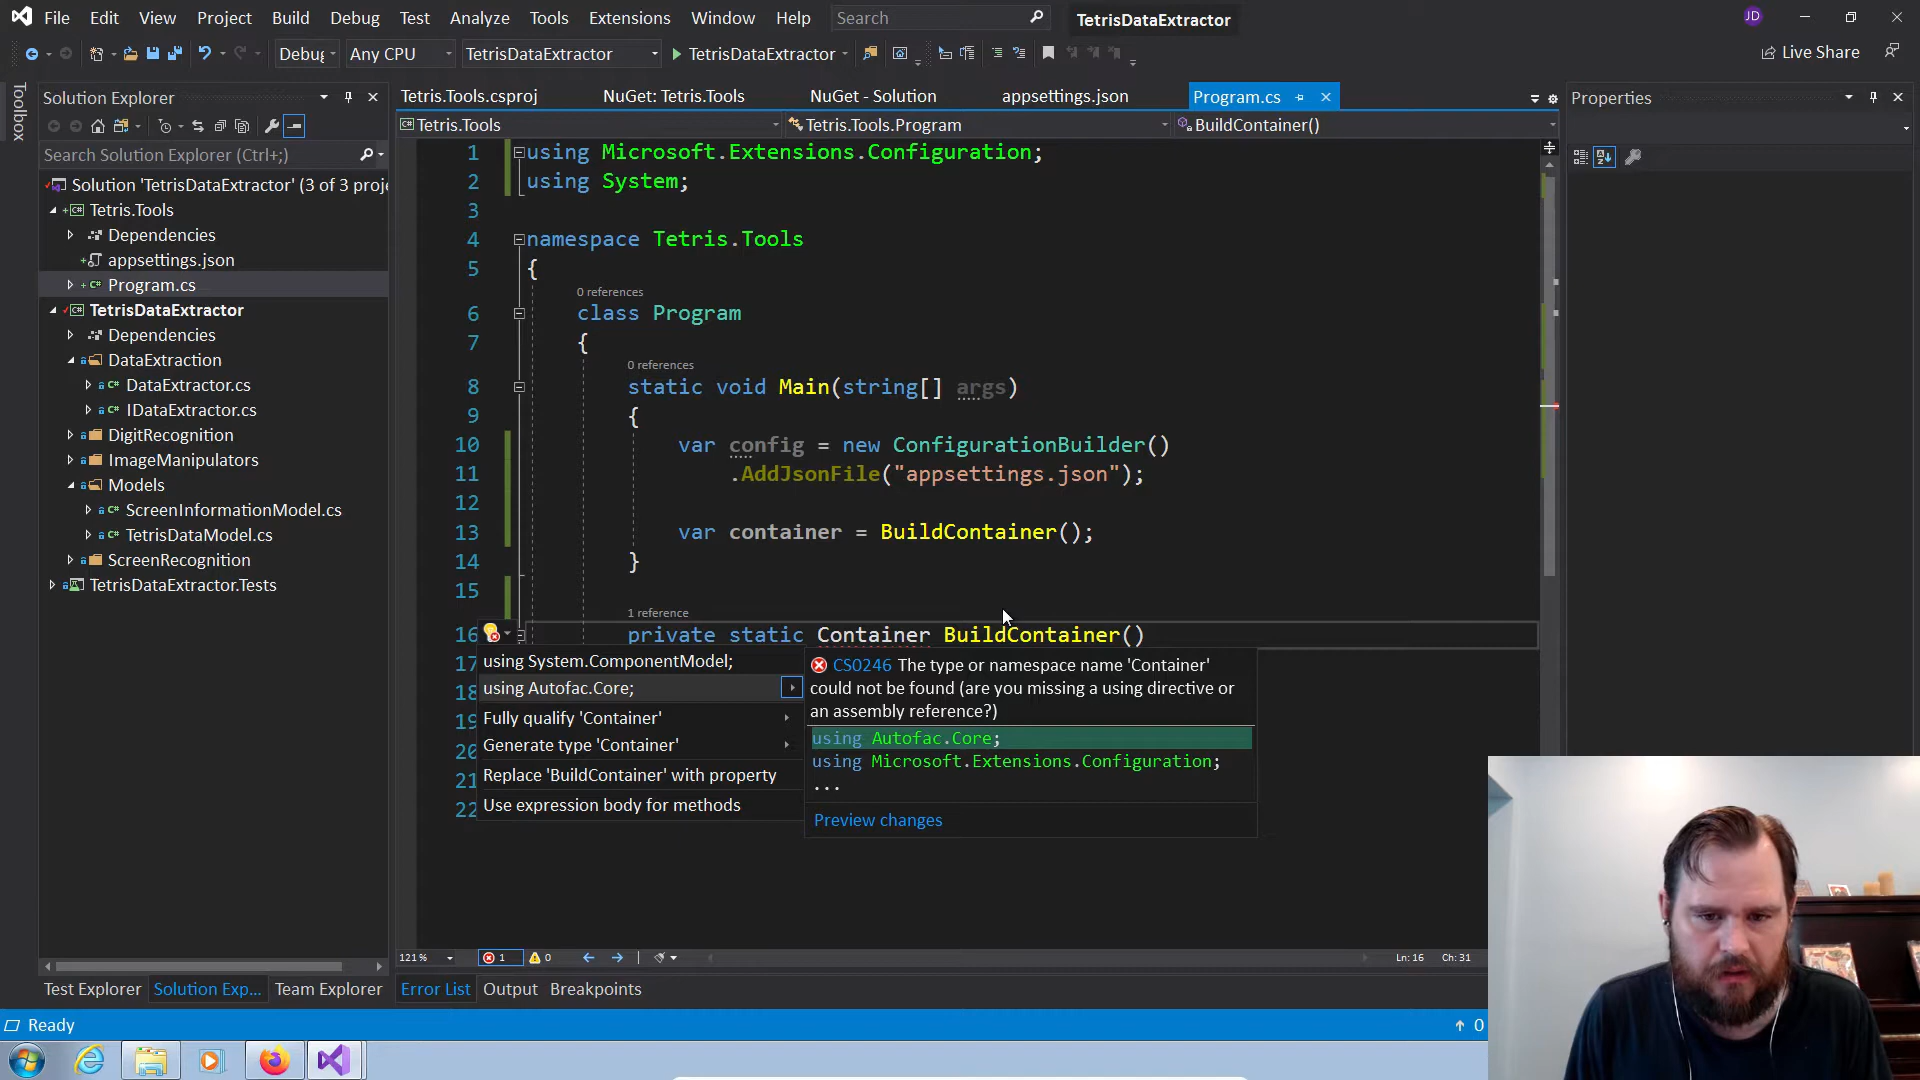 File Edit View Project Build Debug Test Analyze Tools Extensions Window Help Search TetrisDataExtractor JD
Debug Any CPU TetrisDataExtractor TetrisDataExtractor Live Share
Toolbox
Solution Explorer
Search Solution Explorer (Ctrl+;)
Solution 'TetrisDataExtractor' (3 of 3 proje
Tetris.Tools
Dependencies
appsettings.json
Program.cs
TetrisDataExtractor
Dependencies
DataExtraction
DataExtractor.cs
IDataExtractor.cs
DigitRecognition
ImageManipulators
Models
ScreenInformationModel.cs
TetrisDataModel.cs
ScreenRecognition
TetrisDataExtractor.Tests
Test Explorer Solution Exp... Team Explorer
Tetris.Tools.csproj NuGet: Tetris.Tools NuGet - Solution appsettings.json Program.cs
Tetris.Tools Tetris.Tools.Program BuildContainer()
1 using Microsoft.Extensions.Configuration;
2 using System;
3
4 namespace Tetris.Tools
5 {
0 references
6 class Program
7 {
0 references
8 static void Main(string[] args)
9 {
10 var config = new ConfigurationBuilder()
11 .AddJsonFile("appsettings.json");
12
13 var container = BuildContainer();
14 }
15
1 reference
16 private static Container BuildContainer()
17
18
19
20
21
22
using System.ComponentModel;
using Autofac.Core;
Fully qualify 'Container'
Generate type 'Container'
Replace 'BuildContainer' with property
Use expression body for methods
CS0246 The type or namespace name 'Container'
could not be found (are you missing a using directive or
an assembly reference?)
using Autofac.Core;
using Microsoft.Extensions.Configuration;
...
Preview changes
121 % 1 0 Ln: 16 Ch: 31
Error List Output Breakpoints
Properties
Ready 0